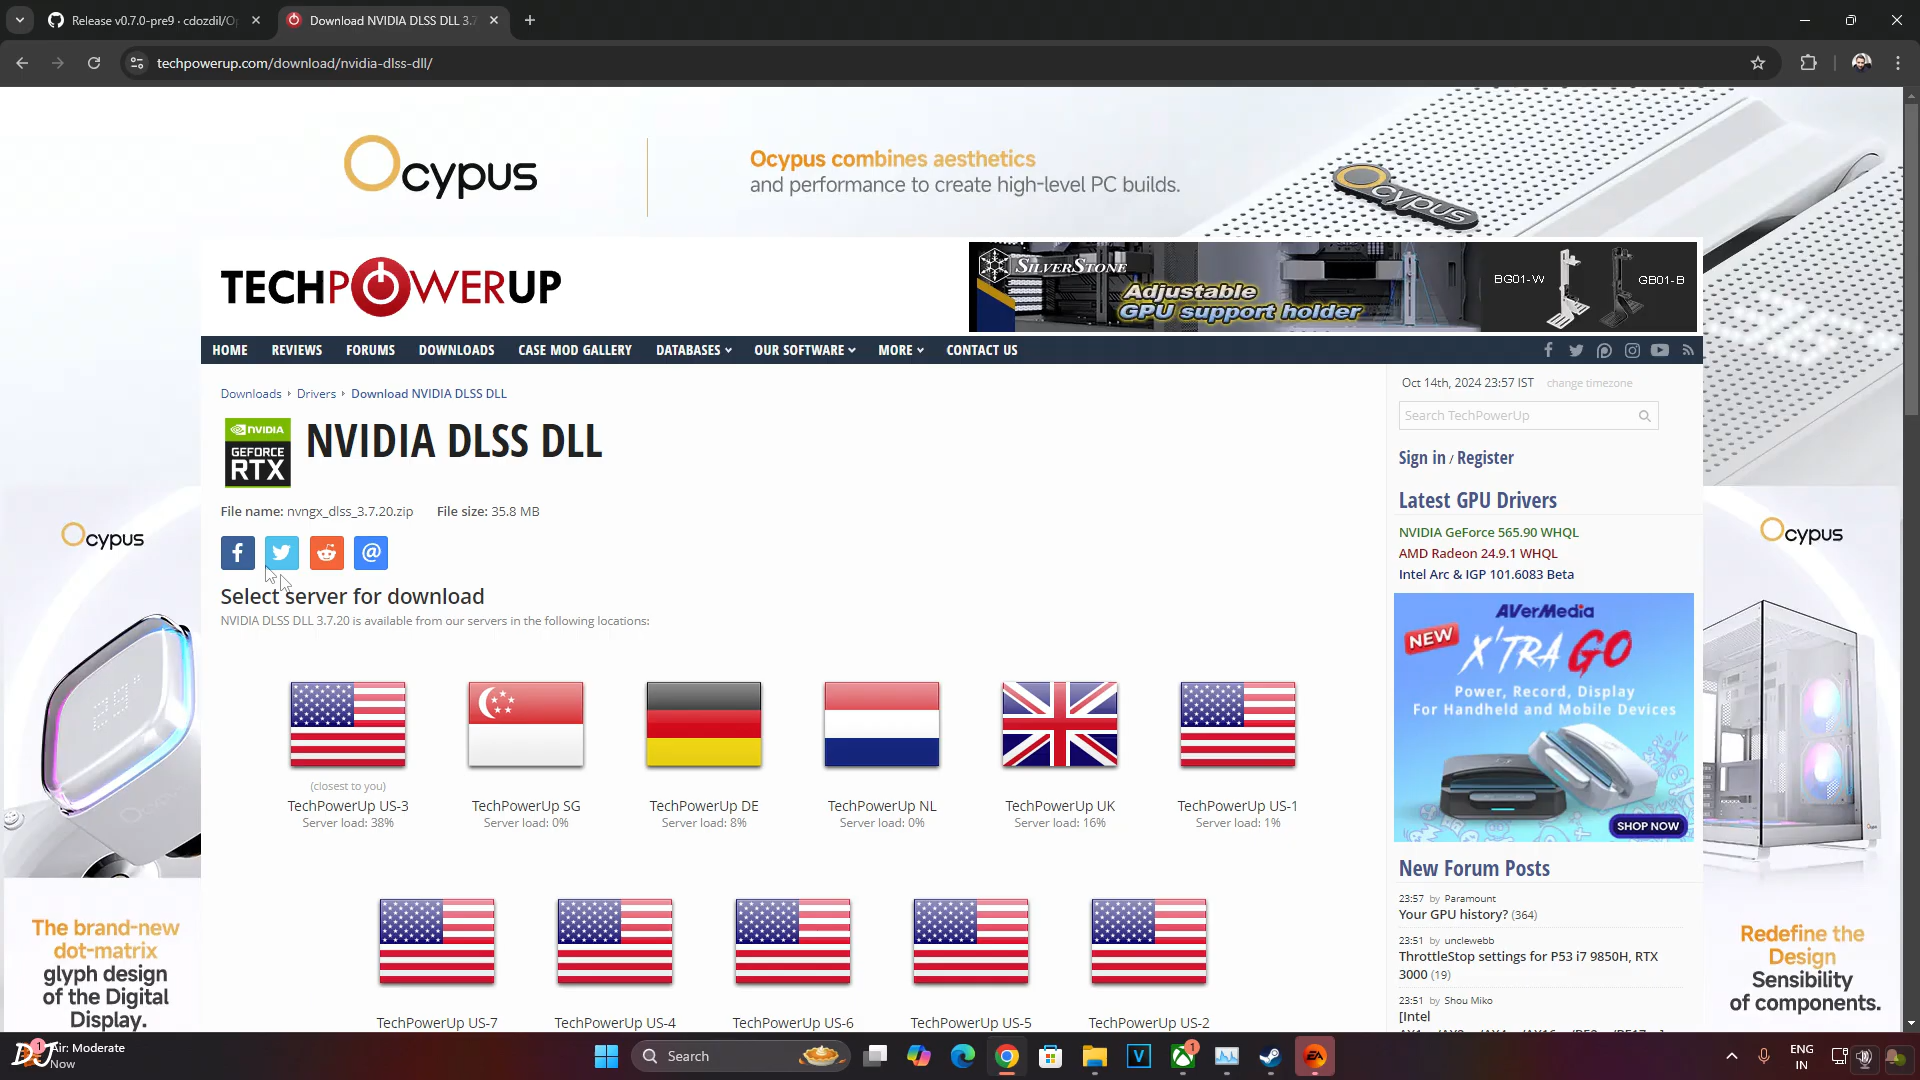 Release v0.7.0-pre9 · cdozdil/Op
Download NVIDIA DLSS DLL 3.7
techpowerup.com/download/nvidia-dlss-dll/
Ocypus
Ocypus combines aesthetics
and performance to create high-level PC builds.
Ocypus
TECHPOWERUP
SILVERSTONE
Adjustable
GPU support holder
BG01-W
GB01-B
HOME
REVIEWS
FORUMS
DOWNLOADS
CASE MOD GALLERY
DATABASES
OUR SOFTWARE
MORE
CONTACT US
Downloads
Drivers
Download NVIDIA DLSS DLL
Oct 14th, 2024 23:57 IST change timezone
Search TechPowerUp
NVIDIA
GEFORCE
RTX
NVIDIA DLSS DLL
Sign in / Register
File name: nvngx_dlss_3.7.20.zip File size: 35.8 MB
Latest GPU Drivers
NVIDIA GeForce 565.90 WHQL
AMD Radeon 24.9.1 WHQL
Intel Arc & IGP 101.6083 Beta
Select server for download
NVIDIA DLSS DLL 3.7.20 is available from our servers in the following locations:
(closest to you)
TechPowerUp US-3
Server load: 38%
TechPowerUp SG
Server load: 0%
TechPowerUp DE
Server load: 8%
TechPowerUp NL
Server load: 0%
TechPowerUp UK
Server load: 16%
TechPowerUp US-1
Server load: 1%
TechPowerUp US-7
TechPowerUp US-4
TechPowerUp US-6
TechPowerUp US-5
TechPowerUp US-2
AVerMedia
NEW
X'TRA GO
Power, Record, Display
For Handheld and Mobile Devices
SHOP NOW
New Forum Posts
23:57 by Paramount
Your GPU history? (364)
23:51 by unclewebb
ThrottleStop settings for P53 i7 9850H, RTX
3000 (19)
23:51 by Shou Miko
[Intel
Ocypus
The brand-new
dot-matrix
glyph design
of the Digital
Display.
Ocypus
Redefine the
Design
Sensibility
of components.
1
Air: Moderate
Now
DJ
Search
V
1
EA
ENG
IN